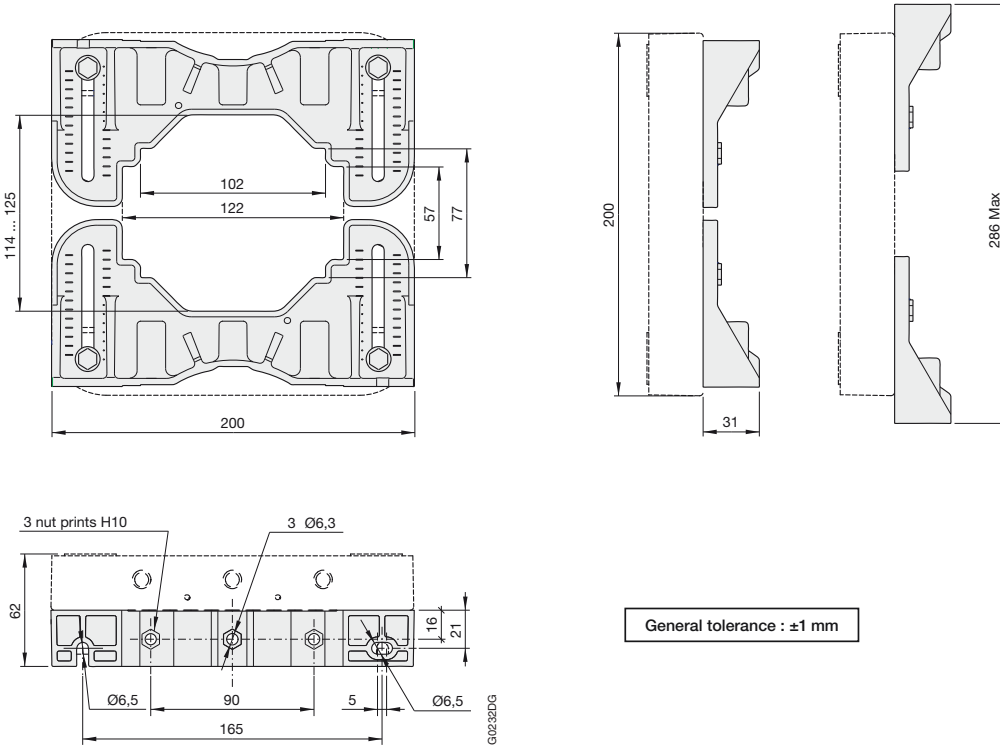 102
122
57
77
114 ... 125
200
200
31
286 Max
3 nut prints H10
3 Ø6,3
62
16
21
Ø6,5
90
5
Ø6,5
165
G0232DG
General tolerance : ±1 mm